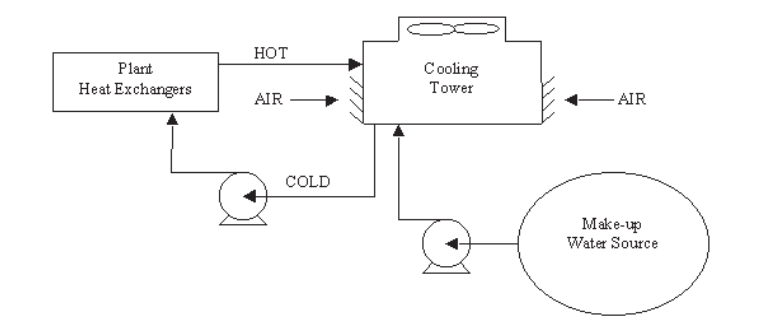 HOT
Plant
Heat Exchangers
Cooling
Tower
AIR
AIR
COLD
Make-up
Water Source